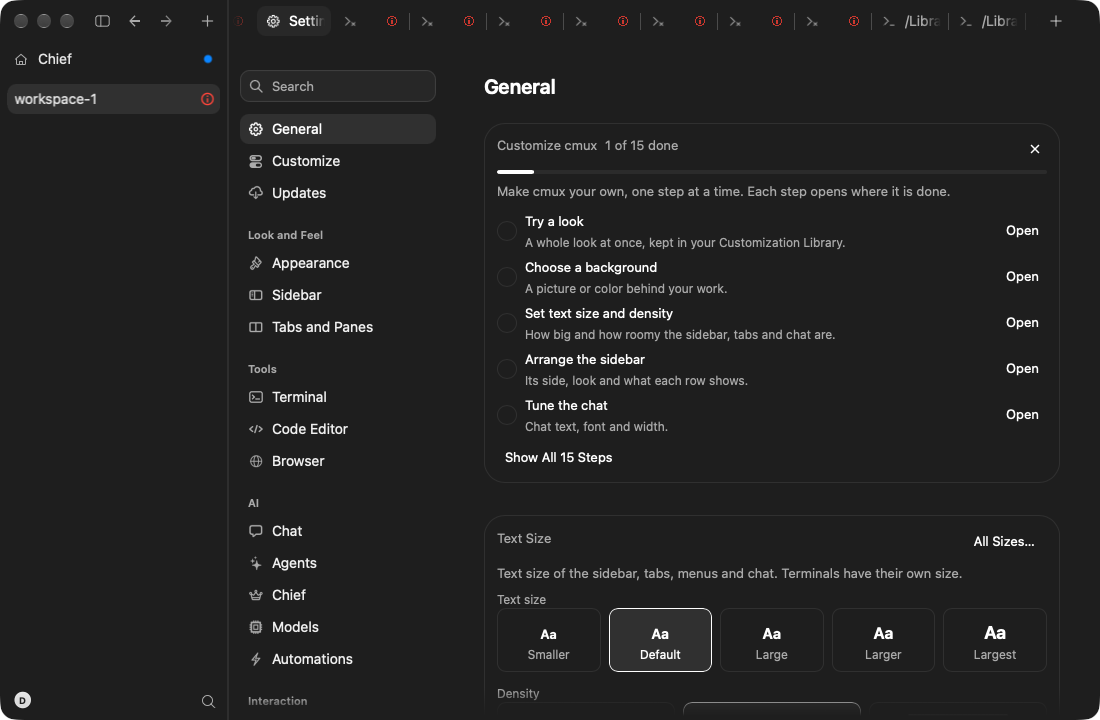 Settin
/Libra
/Libra
Chief
workspace-1
D
Search
General
Customize
Updates
Look and Feel
Appearance
Sidebar
Tabs and Panes
Tools
Terminal
Code Editor
Browser
AI
Chat
Agents
Chief
Models
Automations
Interaction
General
Customize cmux 1 of 15 done
Make cmux your own, one step at a time. Each step opens where it is done.
Try a look
A whole look at once, kept in your Customization Library.
Open
Choose a background
A picture or color behind your work.
Open
Set text size and density
How big and how roomy the sidebar, tabs and chat are.
Open
Arrange the sidebar
Its side, look and what each row shows.
Open
Tune the chat
Chat text, font and width.
Open
Show All 15 Steps
Text Size
All Sizes...
Text size of the sidebar, tabs, menus and chat. Terminals have their own size.
Text size
Aa
Smaller
Aa
Default
Aa
Large
Aa
Larger
Aa
Largest
Density